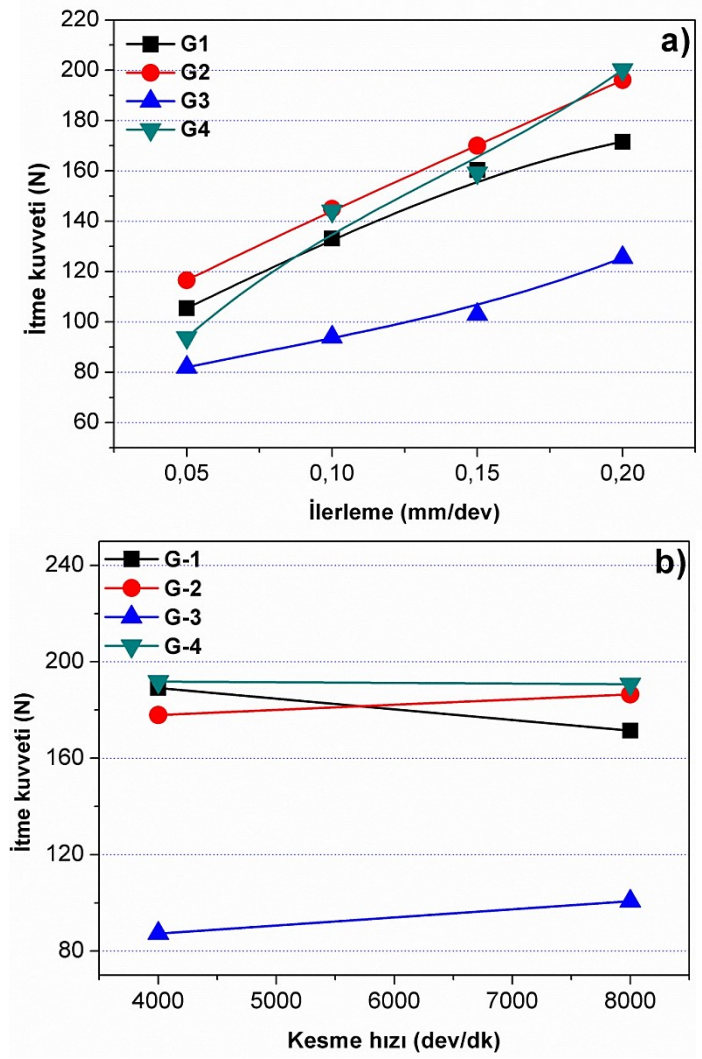 a)
G1
G2
G3
G4
İtme kuvveti (N)
220
200
180
160
140
120
100
80
60
0,05 0,10 0,15 0,20
İlerleme (mm/dev)
b)
G-1
G-2
G-3
G-4
İtme kuvveti (N)
240
200
160
120
80
4000 5000 6000 7000 8000
Kesme hızı (dev/dk)